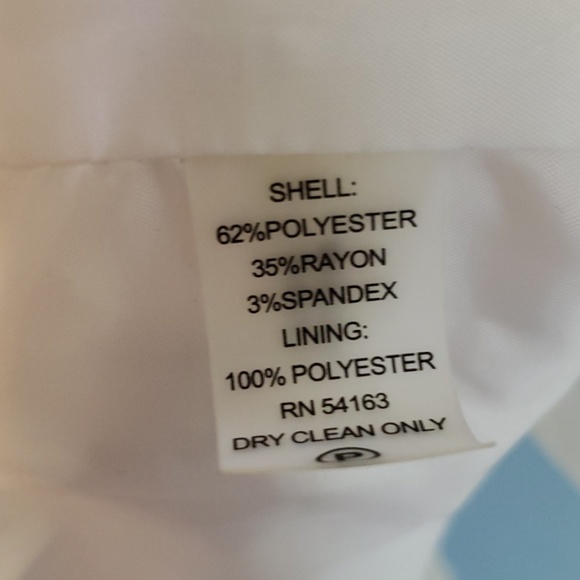 SHELL:
62%POLYESTER
35%RAYON
3%SPANDEX
LINING:
100% POLYESTER
RN 54163
DRY CLEAN ONLY
P